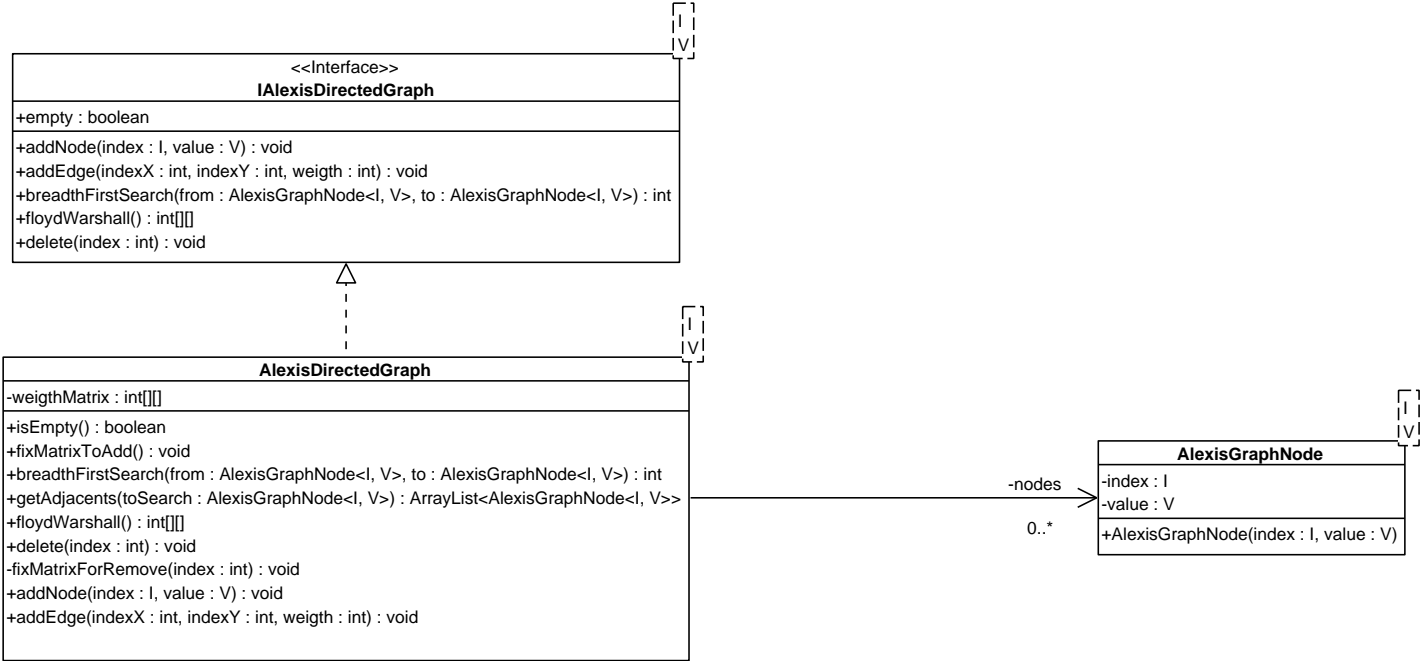 I
V
<<Interface>>
IAlexisDirectedGraph
+empty : boolean
+addNode(index : I, value : V) : void
+addEdge(indexX : int, indexY : int, weigth : int) : void
+breadthFirstSearch(from : AlexisGraphNode<I, V>, to : AlexisGraphNode<I, V>) : int
+floydWarshall() : int[][]
+delete(index : int) : void
I
V
AlexisDirectedGraph
-weigthMatrix : int[][]
+isEmpty() : boolean
+fixMatrixToAdd() : void
+breadthFirstSearch(from : AlexisGraphNode<I, V>, to : AlexisGraphNode<I, V>) : int
+getAdjacents(toSearch : AlexisGraphNode<I, V>) : ArrayList<AlexisGraphNode<I, V>>
+floydWarshall() : int[][]
+delete(index : int) : void
-fixMatrixForRemove(index : int) : void
+addNode(index : I, value : V) : void
+addEdge(indexX : int, indexY : int, weigth : int) : void
-nodes
0..*
I
V
AlexisGraphNode
-index : I
-value : V
+AlexisGraphNode(index : I, value : V)